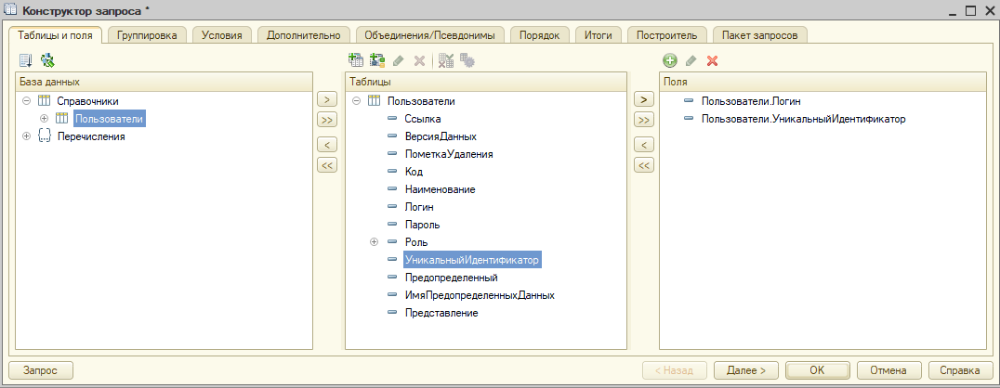 Конструктор запроса *
Таблицы и поля
Группировка
Условия
Дополнительно
Объединения/Псевдонимы
Порядок
Итоги
Построитель
Пакет запросов
База данных
Справочники
Пользователи
Перечисления
>
>>
<
<<
Таблицы
Пользователи
Ссылка
ВерсияДанных
ПометкаУдаления
Код
Наименование
Логин
Пароль
Роль
УникальныйИдентификатор
Предопределенный
ИмяПредопределенныхДанных
Представление
>
>>
<
<<
Поля
Пользователи.Логин
Пользователи.УникальныйИдентификатор
Запрос
< Назад
Далее >
OK
Отмена
Справка